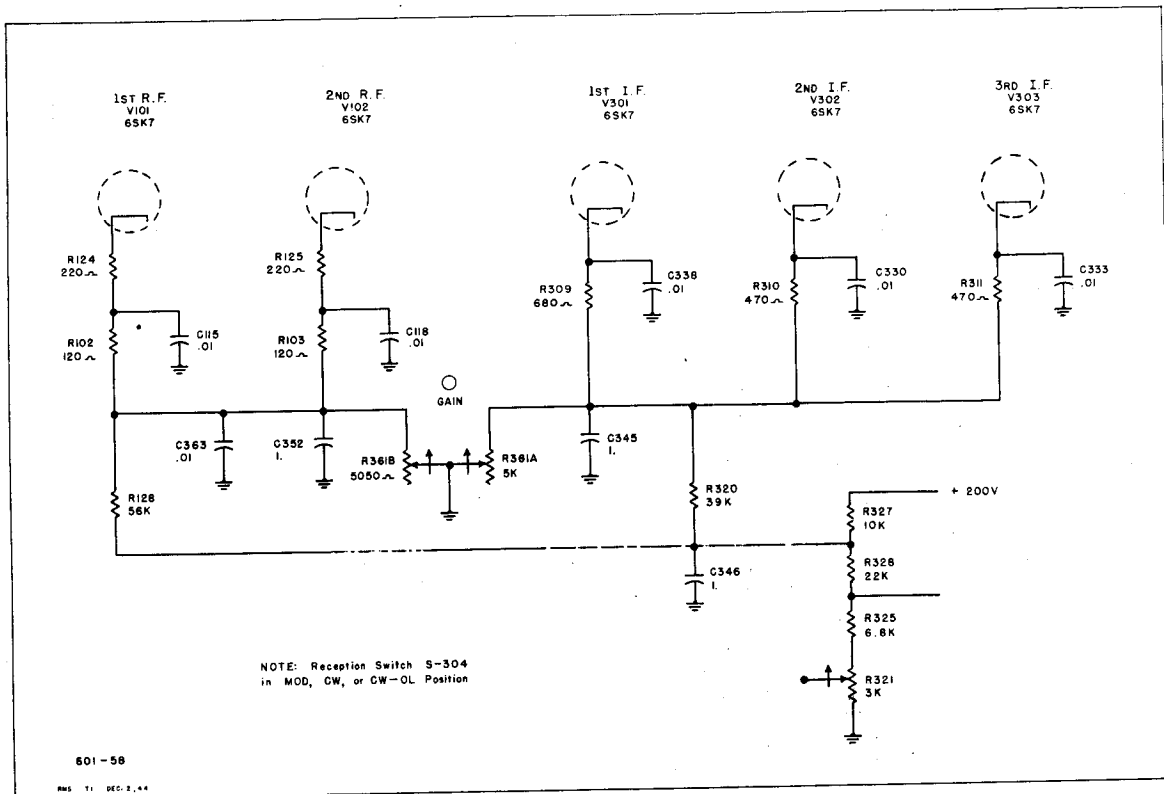 1ST R.F.
V101
6SK7
2ND R.F.
V102
6SK7
1ST I.F.
V301
6SK7
2ND I.F.
V302
6SK7
3RD I.F.
V303
6SK7
R124
220Ω
R125
220Ω
R309
680Ω
C338
.01
R310
470Ω
C330
.01
R311
470Ω
C333
.01
R102
120Ω
C115
.01
R103
120Ω
C118
.01
GAIN
C363
.01
C352
1.
R361B
5050Ω
R361A
5K
C345
1.
R128
56K
R320
39K
+ 200V
R327
10K
C346
1.
R328
22K
R325
6.8K
R321
3K
NOTE: Reception Switch S-304
in MOD, CW, or CW-OL Position
601-58
RMS T1 DEC. 2, 44